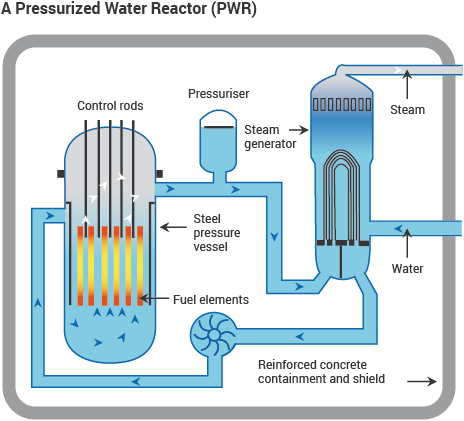 A Pressurized Water Reactor (PWR)
Control rods
Pressuriser
Steam
generator
Steam
Steel
pressure
vessel
Water
Fuel elements
Reinforced concrete
containment and shield